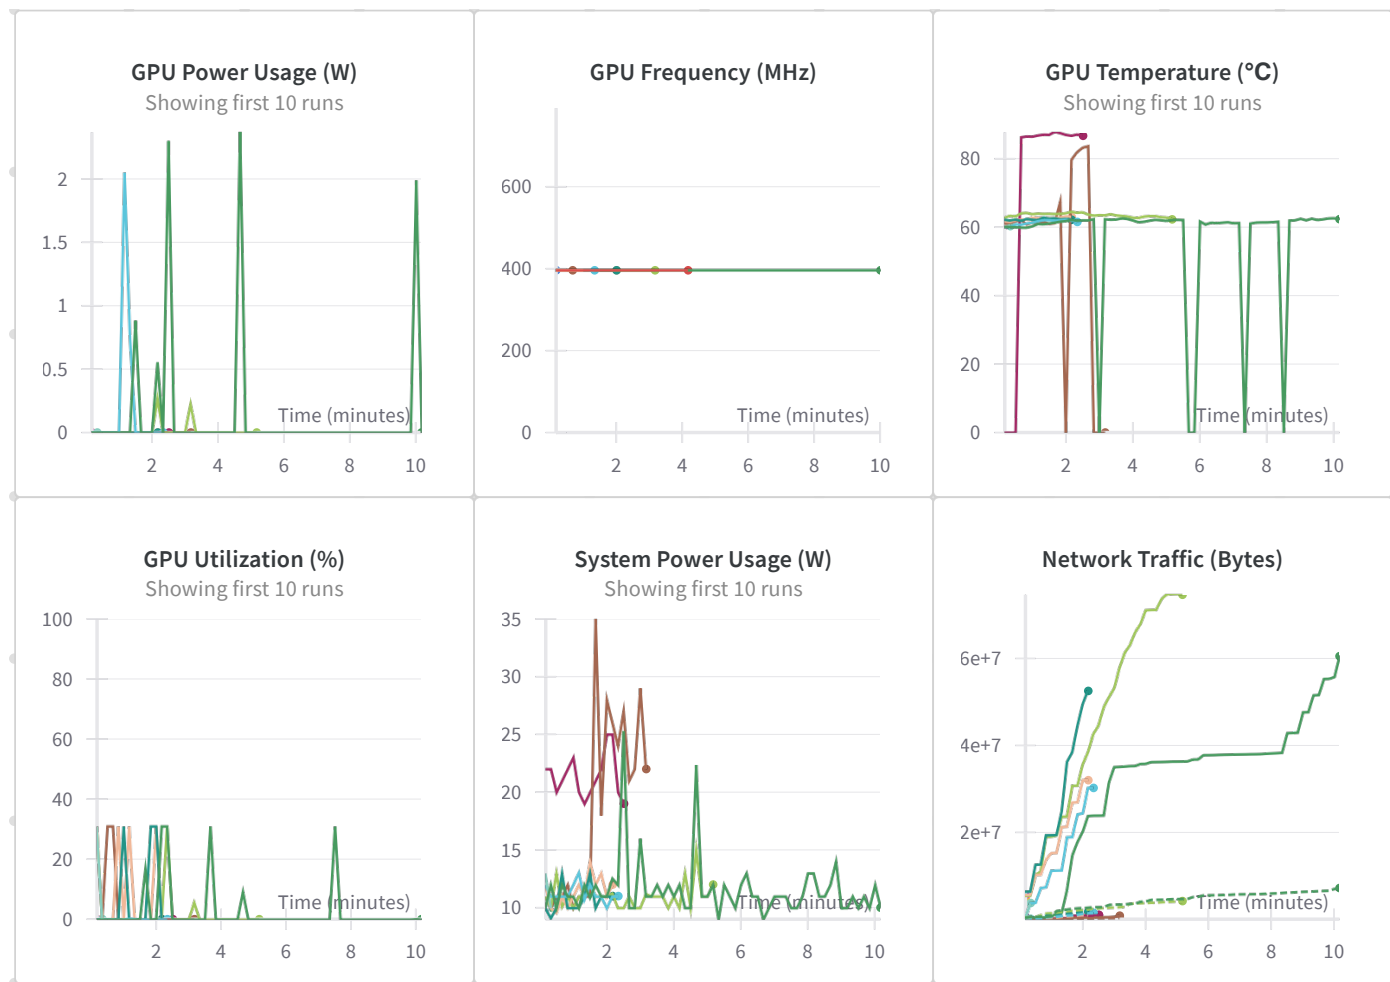 GPU Power Usage (W)
Showing first 10 runs
2
1.5
1
0.5
0
Time (minutes)
2 4 6 8 10
GPU Frequency (MHz)
600
400
200
0
Time (minutes)
2 4 6 8 10
GPU Temperature (°C)
Showing first 10 runs
80
60
40
20
0
Time (minutes)
2 4 6 8 10
GPU Utilization (%)
Showing first 10 runs
100
80
60
40
20
0
Time (minutes)
2 4 6 8 10
System Power Usage (W)
Showing first 10 runs
35
30
25
20
15
10
Time (minutes)
2 4 6 8 10
Network Traffic (Bytes)
6e+7
4e+7
2e+7
Time (minutes)
2 4 6 8 10